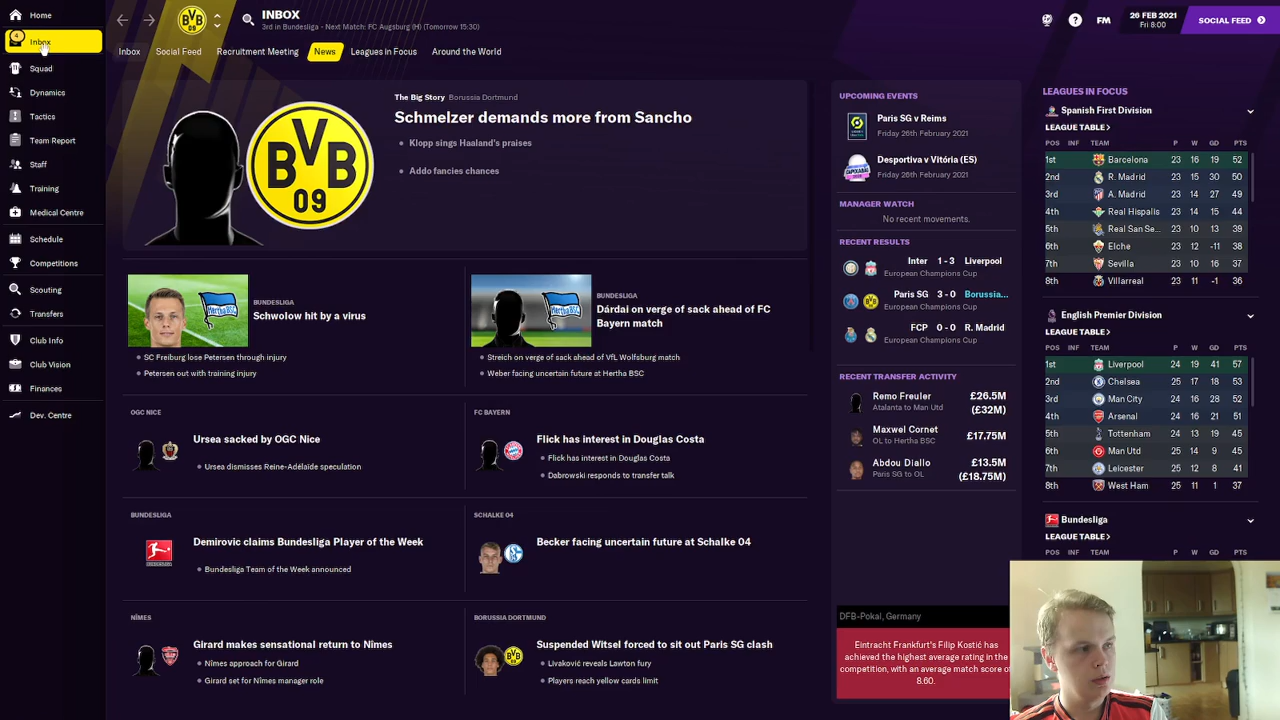 Home
4
Inbox
Squad
Dynamics
Tactics
Team Report
Staff
Training
Medical Centre
Schedule
Competitions
Scouting
Transfers
Club Info
Club Vision
Finances
Dev. Centre
BVB
09
INBOX
3rd in Bundesliga - Next Match: FC Augsburg (H) (Tomorrow 15:30)
FM
26 FEB 2021
Fri 8:00
SOCIAL FEED
Inbox
Social Feed
Recruitment Meeting
News
Leagues in Focus
Around the World
BVB
09
The Big Story Borussia Dortmund
Schmelzer demands more from Sancho
Klopp sings Haaland's praises
Addo fancies chances
BUNDESLIGA
Schwolow hit by a virus
SC Freiburg lose Petersen through injury
Petersen out with training injury
BUNDESLIGA
Dárdai on verge of sack ahead of FC
Bayern match
Streich on verge of sack ahead of VfL Wolfsburg match
Weber facing uncertain future at Hertha BSC
OGC NICE
Ursea sacked by OGC Nice
Ursea dismisses Reine-Adélaïde speculation
FC BAYERN
Flick has interest in Douglas Costa
Flick has interest in Douglas Costa
Dabrowski responds to transfer talk
BUNDESLIGA
Demirovic claims Bundesliga Player of the Week
Bundesliga Team of the Week announced
SCHALKE 04
Becker facing uncertain future at Schalke 04
NÎMES
Girard makes sensational return to Nîmes
Nîmes approach for Girard
Girard set for Nîmes manager role
BORUSSIA DORTMUND
Suspended Witsel forced to sit out Paris SG clash
Livaković reveals Lawton fury
Players reach yellow cards limit
UPCOMING EVENTS
Paris SG v Reims
Friday 26th February 2021
Desportiva v Vitória (ES)
Friday 26th February 2021
MANAGER WATCH
No recent movements.
RECENT RESULTS
Inter 1 - 3 Liverpool
European Champions Cup
Paris SG 3 - 0 Borussia...
European Champions Cup
FCP 0 - 0 R. Madrid
European Champions Cup
RECENT TRANSFER ACTIVITY
Remo Freuler £26.5M
Atalanta to Man Utd (£32M)
Maxwel Cornet £17.75M
OL to Hertha BSC
Abdou Diallo £13.5M
Paris SG to OL (£18.75M)
DFB-Pokal, Germany
Eintracht Frankfurt's Filip Kostić has
achieved the highest average rating in the
competition, with an average match score of
8.60.
LEAGUES IN FOCUS
Spanish First Division
LEAGUE TABLE
POS INF TEAM P W GD PTS
1st Barcelona 23 16 19 52
2nd R. Madrid 23 15 30 50
3rd A. Madrid 23 14 27 49
4th Real Hispalis 23 14 15 44
5th Real San Se... 23 12 13 39
6th Elche 23 12 -11 38
7th Sevilla 23 10 16 37
8th Villarreal 23 11 -1 36
English Premier Division
LEAGUE TABLE
POS INF TEAM P W GD PTS
1st Liverpool 24 19 41 57
2nd Chelsea 25 17 18 53
3rd Man City 24 16 28 52
4th Arsenal 24 16 21 51
5th Tottenham 24 13 19 45
6th Man Utd 25 14 9 45
7th Leicester 25 12 8 41
8th West Ham 25 11 1 37
Bundesliga
LEAGUE TABLE
POS INF TEAM P W GD PTS